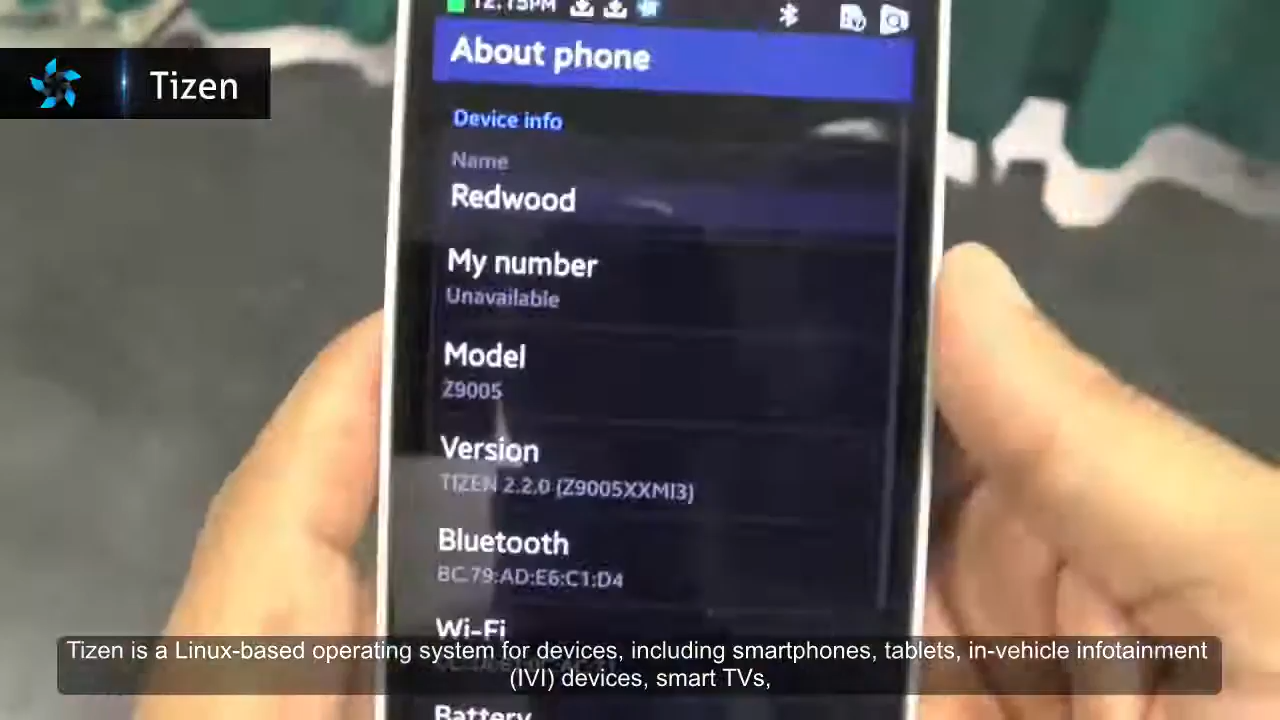 12:15PM
About phone
Tizen
Device info
Name
Redwood
My number
Unavailable
Model
Z9005
Version
TIZEN 2.2.0 (Z9005XXMI3)
Bluetooth
BC:79:AD:E6:C1:D4
Wi-Fi
Tizen is a Linux-based operating system for devices, including smartphones, tablets, in-vehicle infotainment
(IVI) devices, smart TVs,
Battery